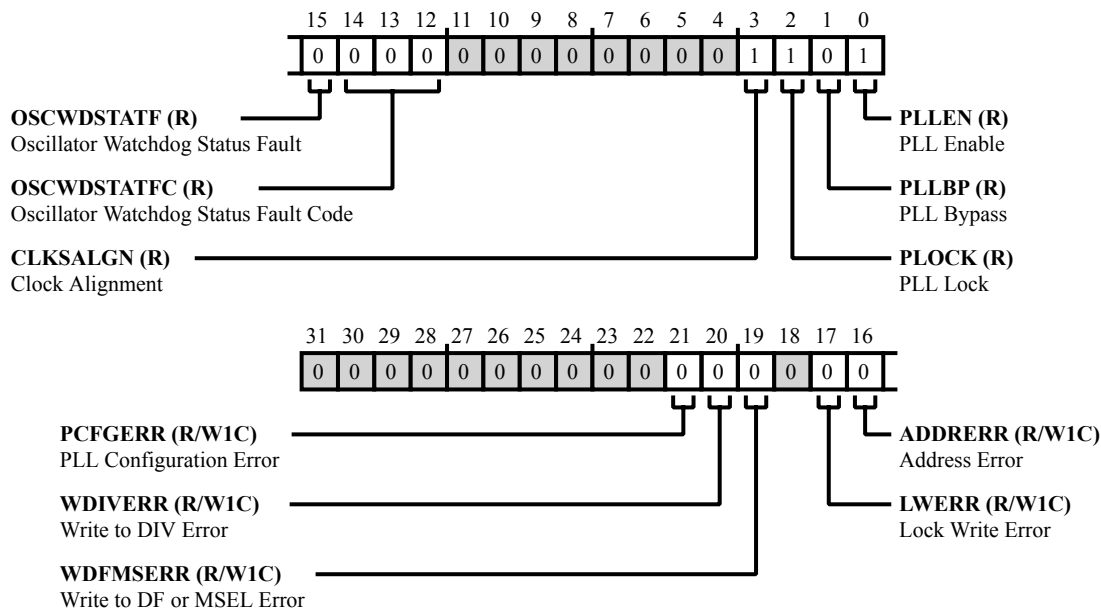 15 14 13 12 11 10 9 8 7 6 5 4 3 2 1 0
0 0 0 0 0 0 0 0 0 0 0 0 1 1 0 1
OSCWDSTATF (R)
Oscillator Watchdog Status Fault
OSCWDSTATFC (R)
Oscillator Watchdog Status Fault Code
CLKSALGN (R)
Clock Alignment
PLLEN (R)
PLL Enable
PLLBP (R)
PLL Bypass
PLOCK (R)
PLL Lock
31 30 29 28 27 26 25 24 23 22 21 20 19 18 17 16
0 0 0 0 0 0 0 0 0 0 0 0 0 0 0 0
PCFGERR (R/W1C)
PLL Configuration Error
WDIVERR (R/W1C)
Write to DIV Error
WDFMSERR (R/W1C)
Write to DF or MSEL Error
ADDRERR (R/W1C)
Address Error
LWERR (R/W1C)
Lock Write Error